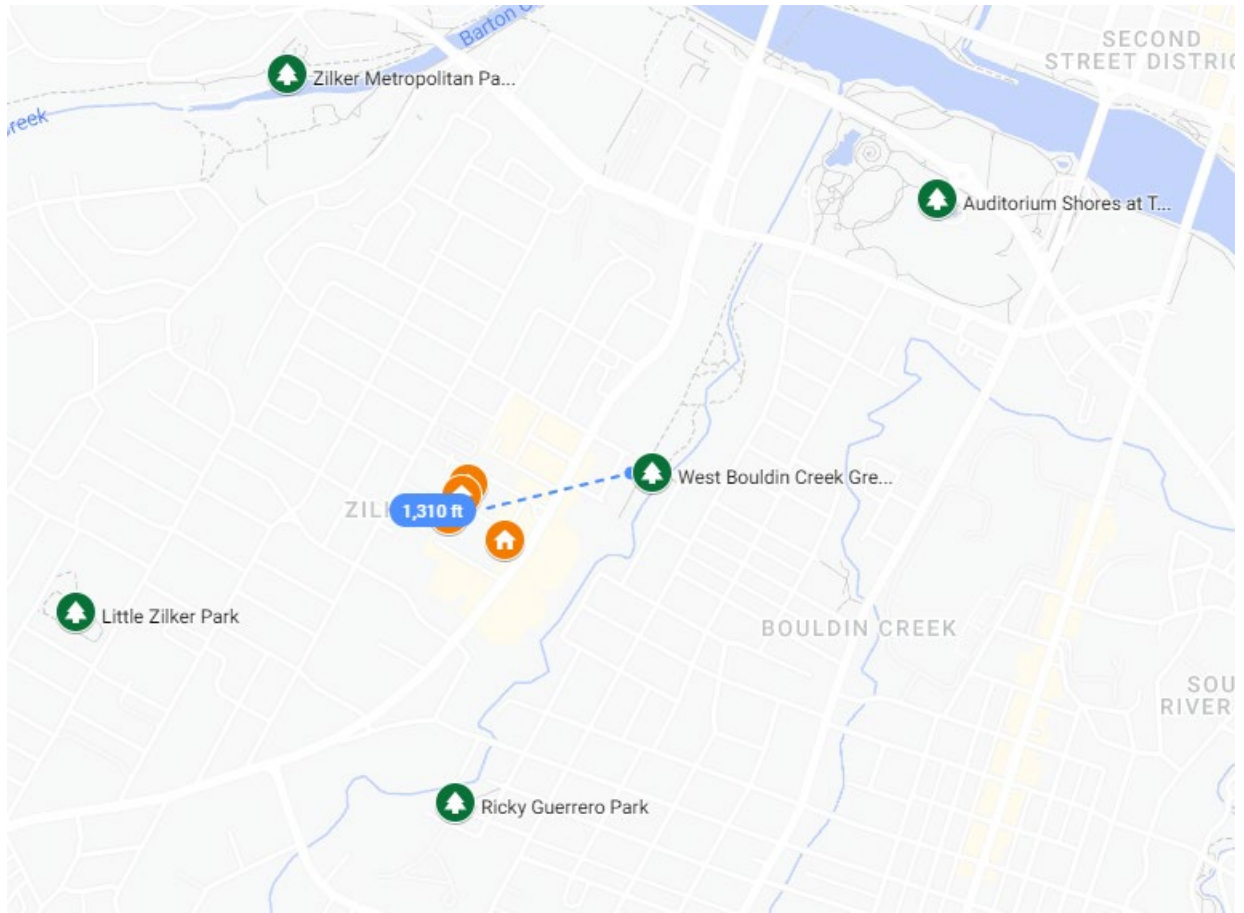 Barton
SECOND
STREET DISTRIC
Zilker Metropolitan Pa...
reek
Auditorium Shores at T...
West Bouldin Creek Gre...
ZIL
1,310 ft
Little Zilker Park
BOULDIN CREEK
SOU
RIVER
Ricky Guerrero Park